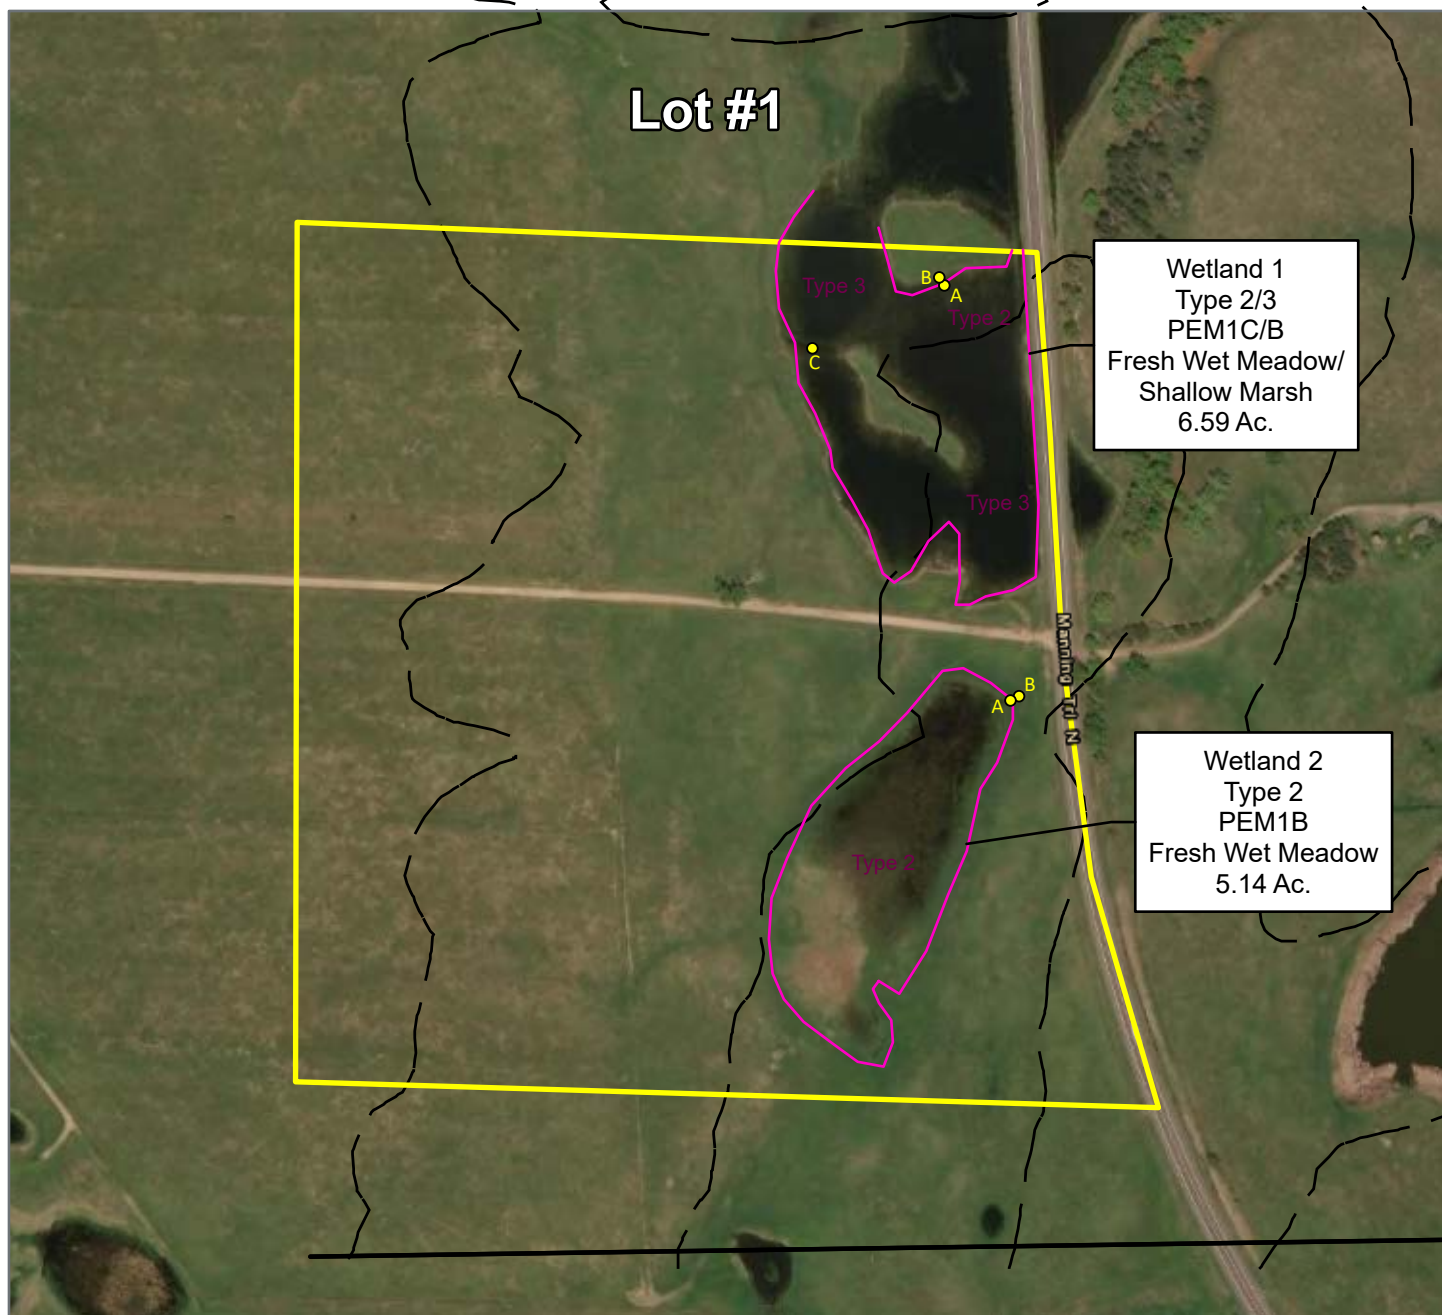 Lot #1
Wetland 1
Type 2/3
PEM1C/B
Fresh Wet Meadow/
Shallow Marsh
6.59 Ac.
Type 3
B
A
Type 2
C
Type 3
Manning Trl N
B
A
Wetland 2
Type 2
PEM1B
Fresh Wet Meadow
5.14 Ac.
Type 2